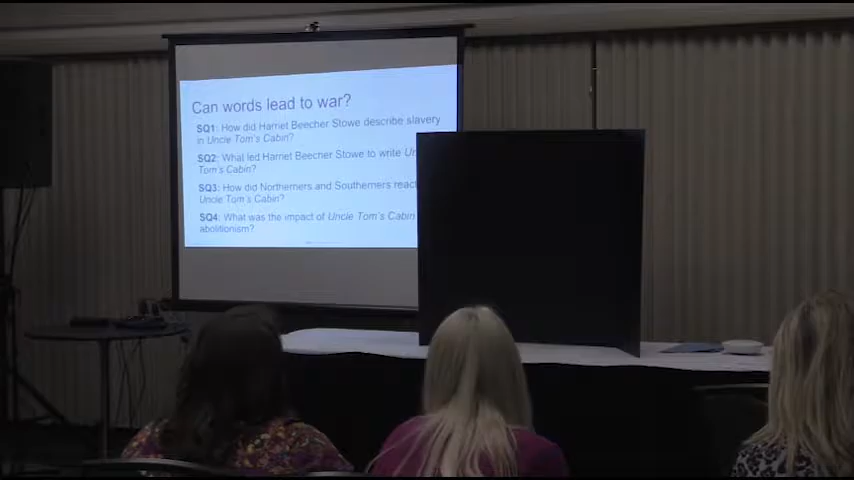 Can words lead to war?
SQ1: How did Harriet Beecher Stowe describe slavery
in Uncle Tom's Cabin?
SQ2: What led Harriet Beecher Stowe to write
Tom's Cabin?
SQ3: How did Northerners and Southerners
Uncle Tom's Cabin?
SQ4: What was the impact of Uncle Tom's Cabin
abolitionism?